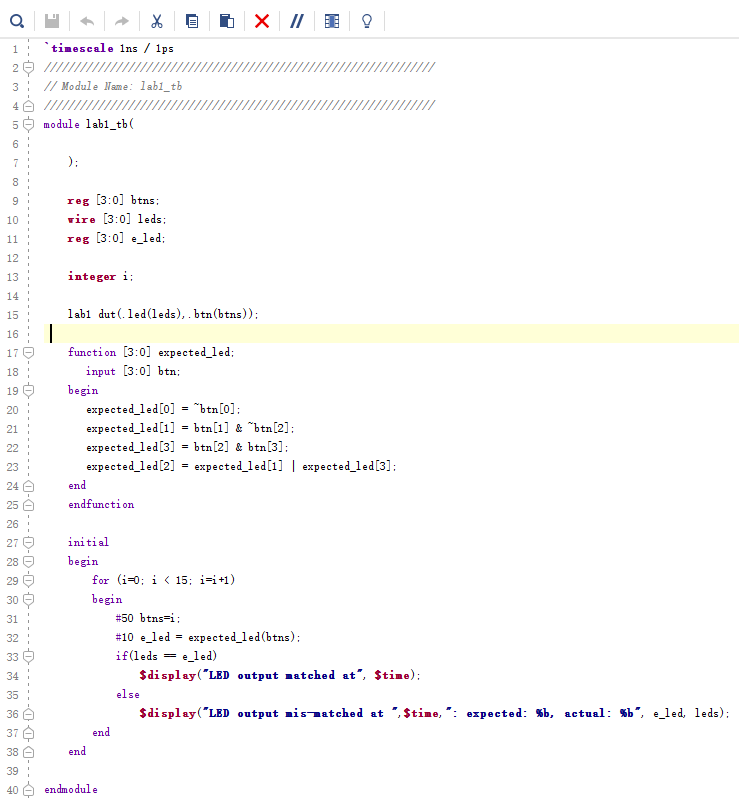 1 `timescale 1ns / 1ps
2 //////////////////////////////////////////////////////////////////
3 // Module Name: lab1_tb
4 //////////////////////////////////////////////////////////////////
5 module lab1_tb(
6
7     );
8
9     reg [3:0] btns;
10     wire [3:0] leds;
11     reg [3:0] e_led;
12
13     integer i;
14
15     lab1 dut(.led(leds),.btn(btns));
16
17     function [3:0] expected_led;
18        input [3:0] btn;
19     begin
20        expected_led[0] = ~btn[0];
21        expected_led[1] = btn[1] & ~btn[2];
22        expected_led[3] = btn[2] & btn[3];
23        expected_led[2] = expected_led[1] | expected_led[3];
24     end
25     endfunction
26
27     initial
28     begin
29         for (i=0; i < 15; i=i+1)
30         begin
31             #50 btns=i;
32             #10 e_led = expected_led(btns);
33             if(leds == e_led)
34                 $display("LED output matched at", $time);
35             else
36                 $display("LED output mis-matched at ",$time,": expected: %b, actual: %b", e_led, leds);
37         end
38     end
39
40 endmodule